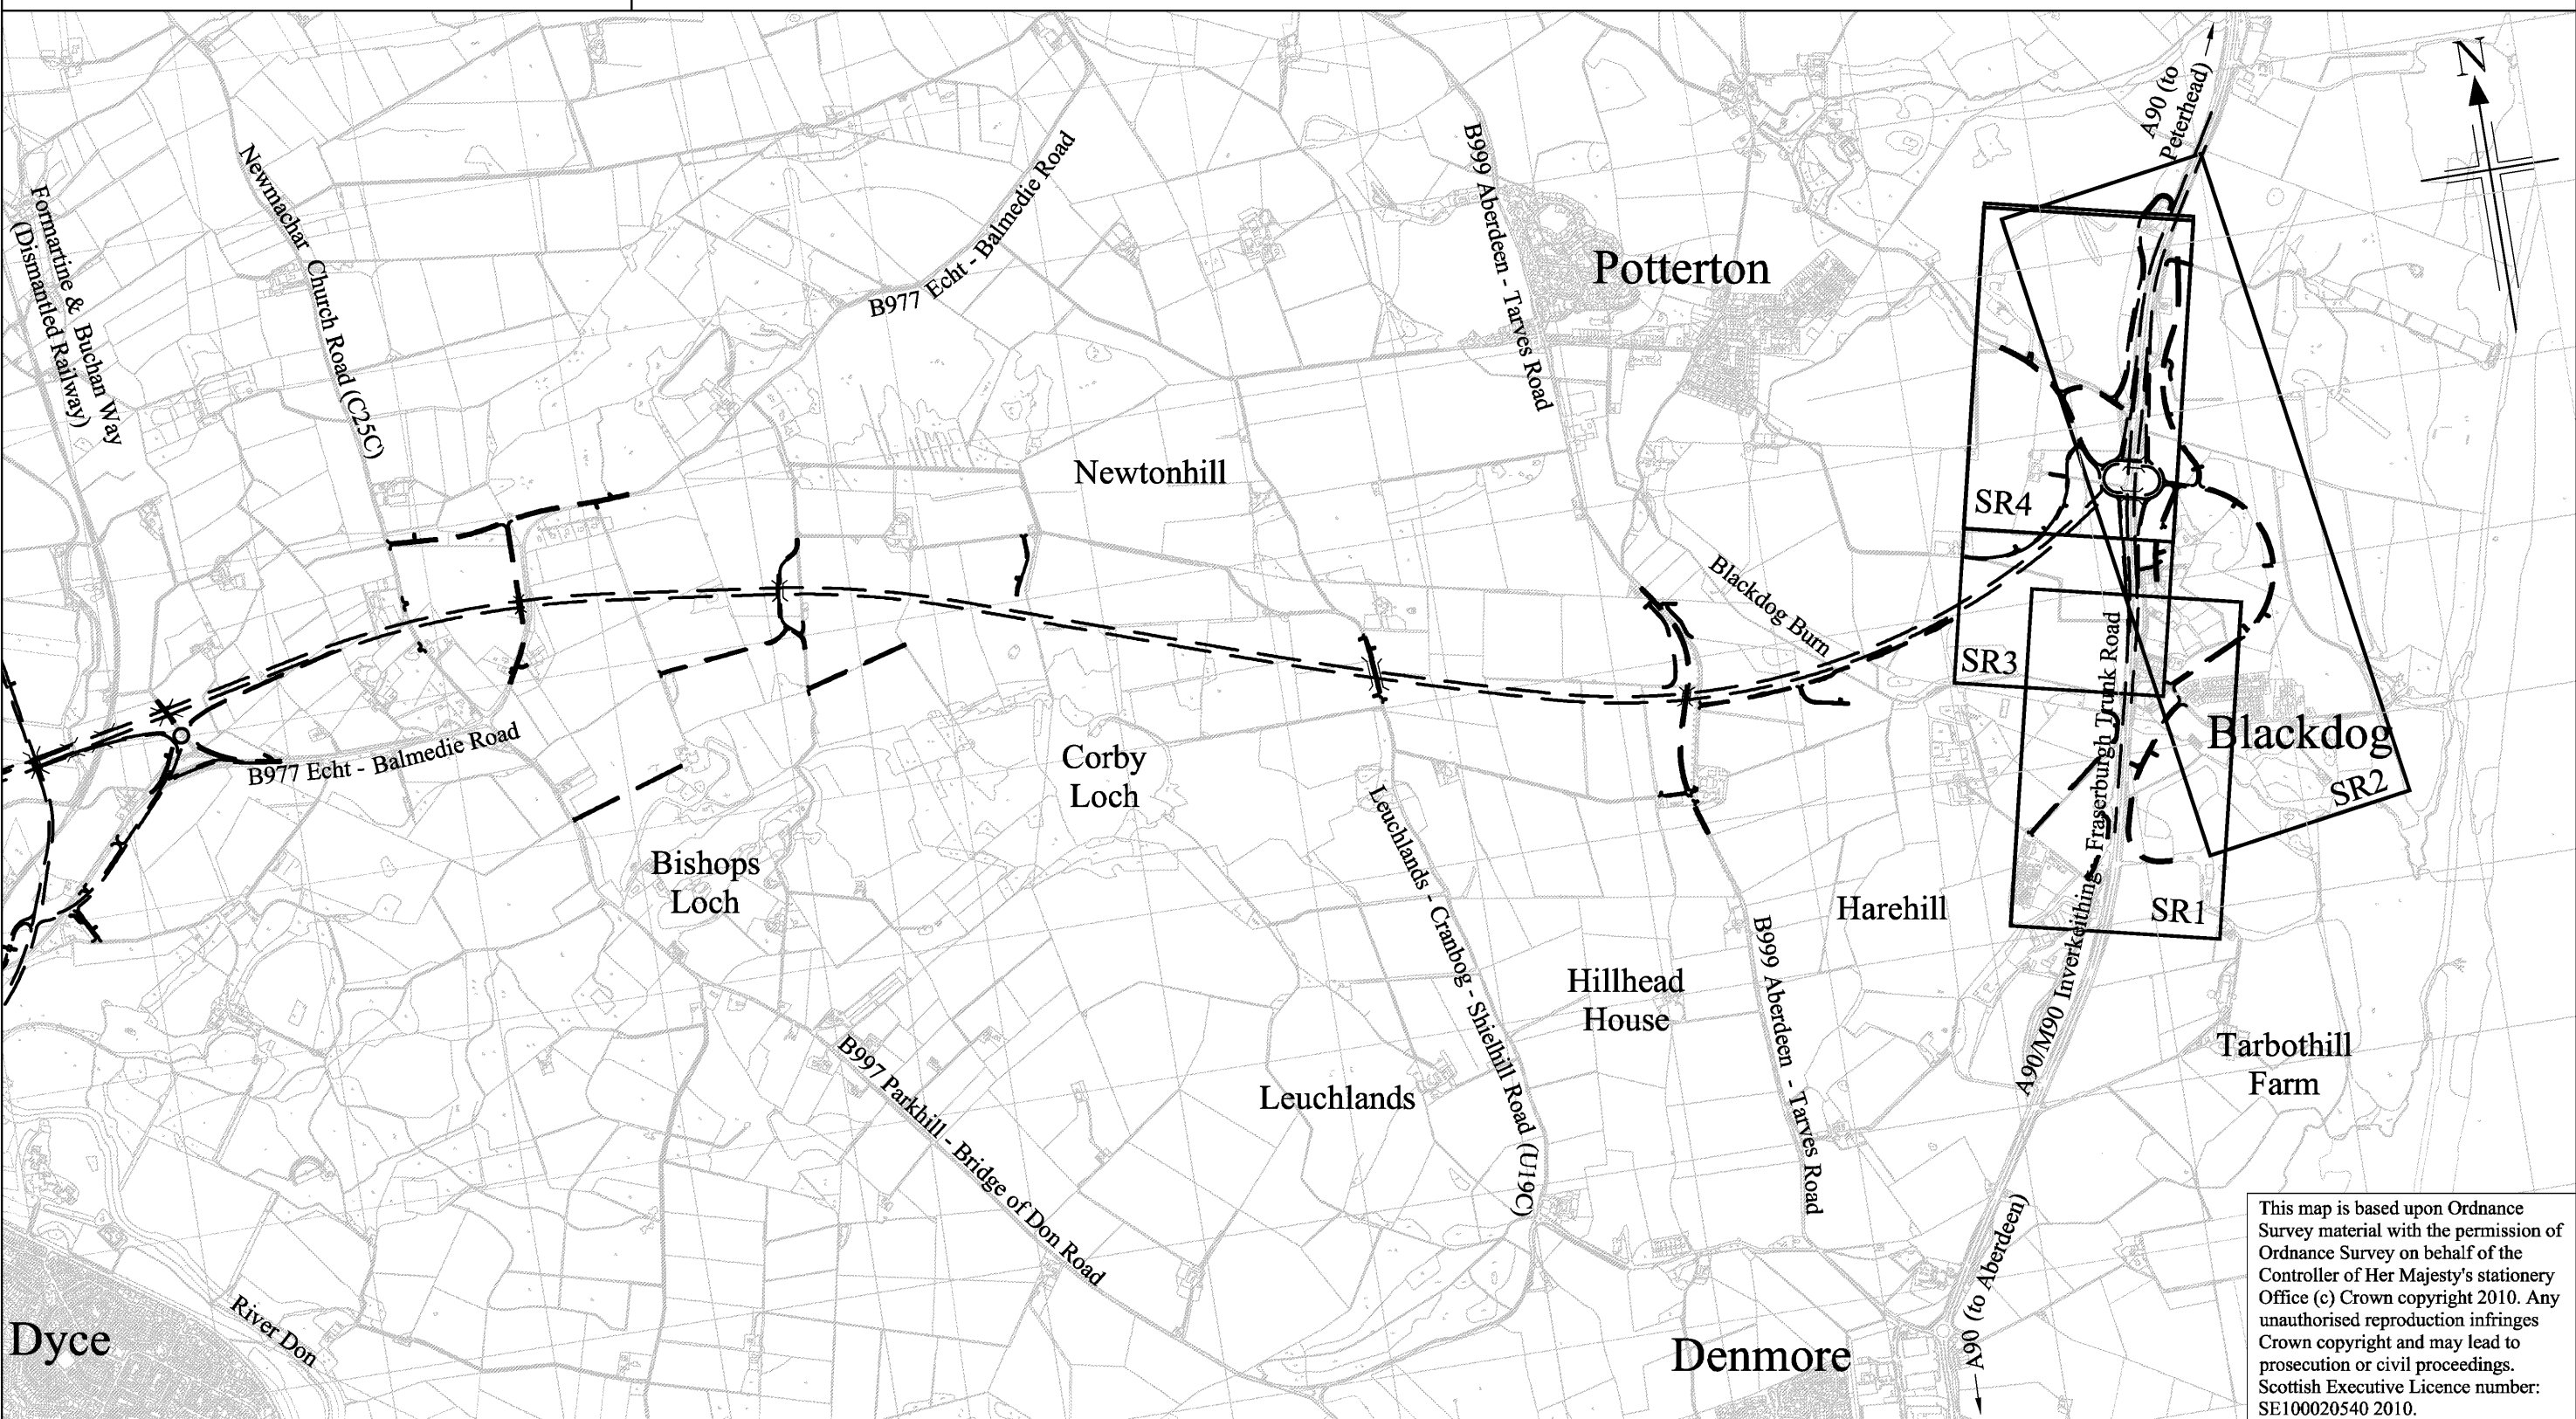 N
A90 (to
Peterhead)
Newmachar Church Road (C25C)
Formartine & Buchan Way
(Dismantled Railway)
B977 Echt - Balmedie Road
B999 Aberdeen - Tarves Road
Potterton
Newtonhill
SR4
Blackdog Burn
SR3
Blackdog
SR2
B977 Echt - Balmedie Road
Corby
Loch
Bishops
Loch
Leuchlands - Cranbog - Shielhill Road (U19C)
Harehill
SR1
A90/M90 Inverkeithing - Fraserburgh Trunk Road
Hillhead
House
B999 Aberdeen - Tarves Road
Leuchlands
Tarbothill
Farm
B997 Parkhill - Bridge of Don Road
River Don
Dyce
Denmore
A90 (to Aberdeen)
This map is based upon Ordnance
Survey material with the permission of
Ordnance Survey on behalf of the
Controller of Her Majesty's stationery
Office (c) Crown copyright 2010. Any
unauthorised reproduction infringes
Crown copyright and may lead to
prosecution or civil proceedings.
Scottish Executive Licence number:
SE100020540 2010.